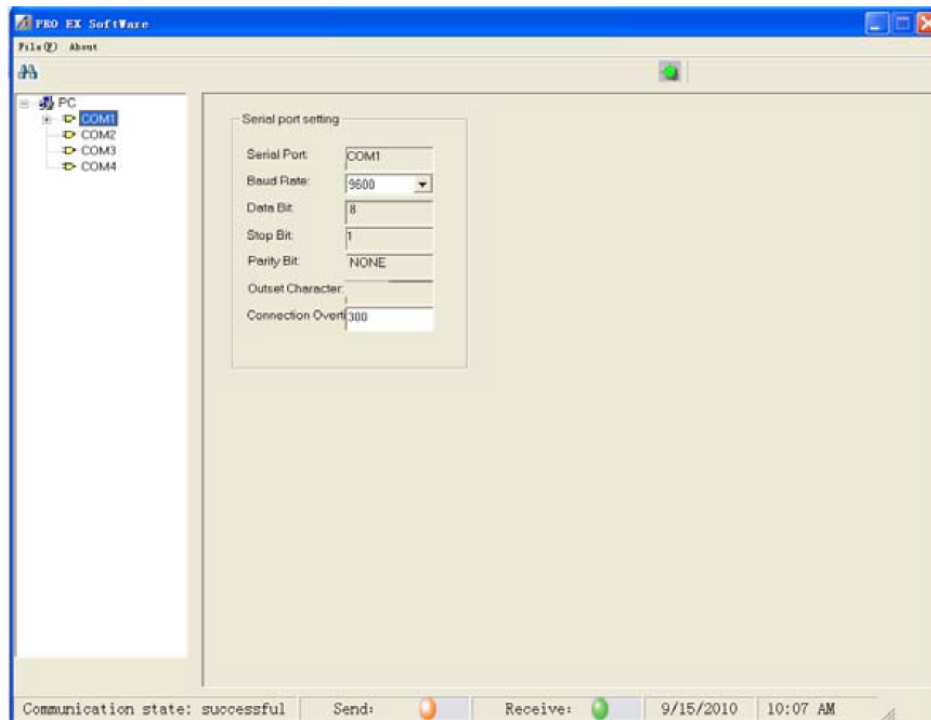 PRO EX SoftWare
File(F) About
PC
COM1
COM2
COM3
COM4
Serial port setting
Serial Port: COM1
Baud Rate: 9600
Data Bit: 8
Stop Bit: 1
Parity Bit: NONE
Outset Character:
Connection Overti 300
Communication state: successful Send: Receive: 9/15/2010 10:07 AM